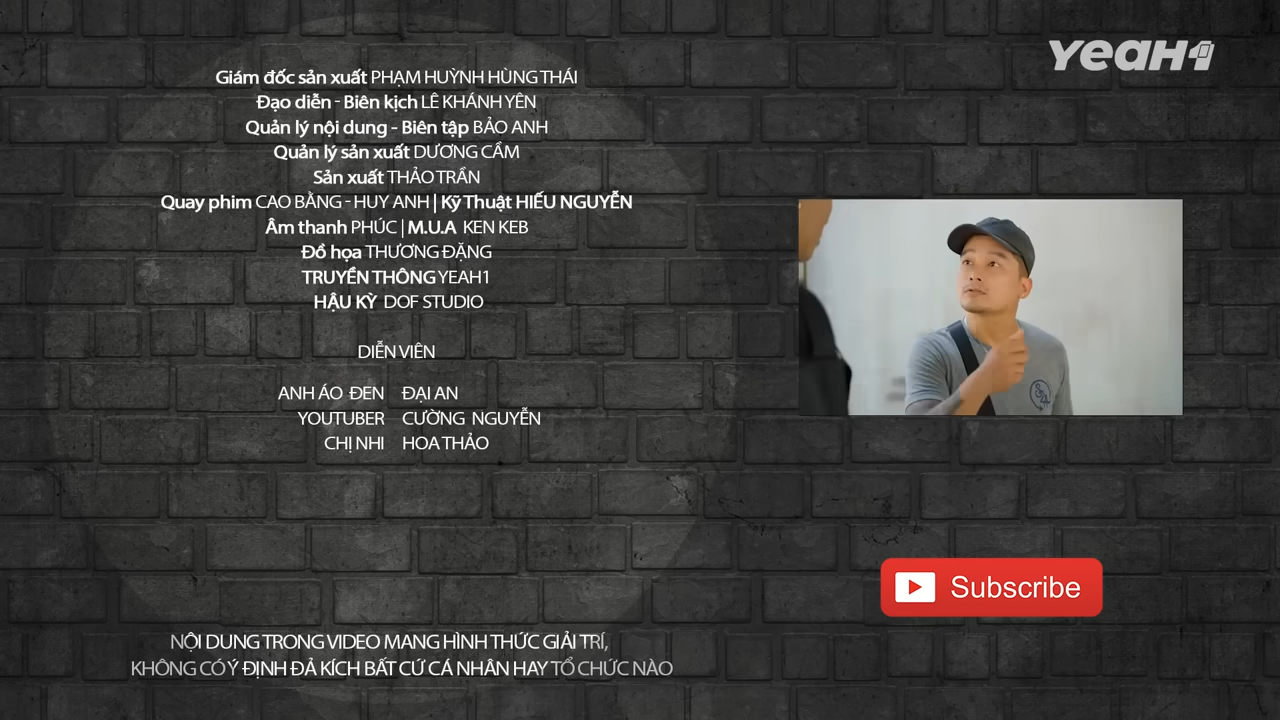 YEAH1
Giám đốc sản xuất PHẠM HUỲNH HÙNG THÁI
Đạo diễn - Biên kịch LÊ KHÁNH YÊN
Quản lý nội dung - Biên tập BẢO ANH
Quản lý sản xuất DƯƠNG CẦM
Sản xuất THẢO TRẦN
Quay phim CAO BẰNG - HUY ANH | Kỹ Thuật HIẾU NGUYỄN
Âm thanh PHÚC | M.U.A KEN KEB
Đồ họa THƯƠNG ĐẶNG
TRUYỀN THÔNG YEAH1
HẬU KỲ DOF STUDIO
DIỄN VIÊN
ANH ÁO ĐEN ĐẠI AN
YOUTUBER CƯỜNG NGUYỄN
CHỊ NHI HOA THẢO
Subscribe
NỘI DUNG TRONG VIDEO MANG HÌNH THỨC GIẢI TRÍ,
KHÔNG CÓ Ý ĐỊNH ĐẢ KÍCH BẤT CỨ CÁ NHÂN HAY TỔ CHỨC NÀO